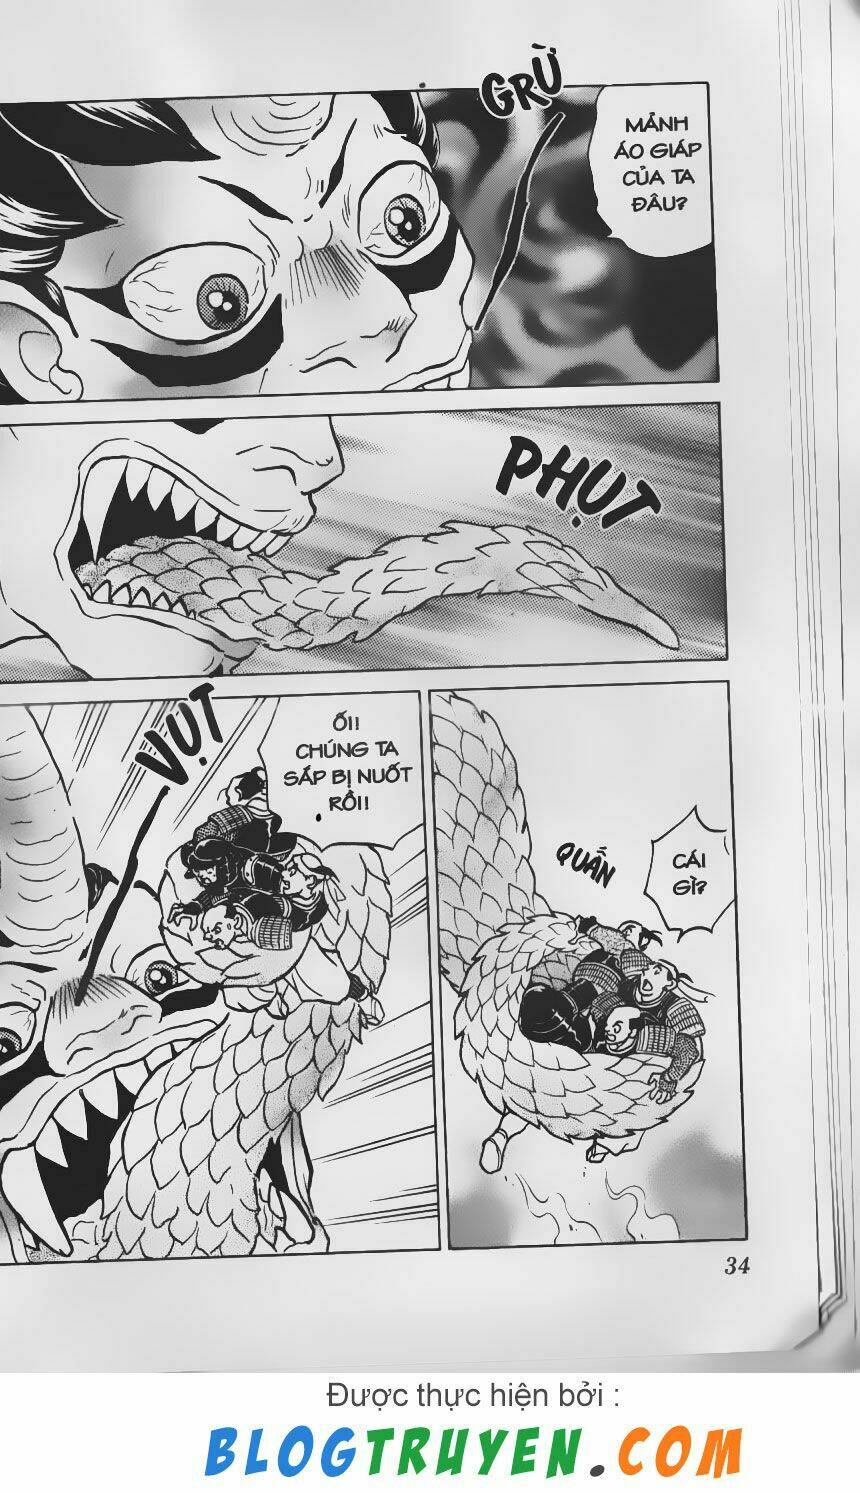 GRỪ
MẢNH
ÁO GIÁP
CỦA TA
ĐÂU?
PHỤT
CÁI
GÌ?
QUẤN
VỤT
ỐI!
CHÚNG TA
SẮP BỊ NUỐT
RỒI!
34
Được thực hiện bởi :
BLOGTRUYEN.COM